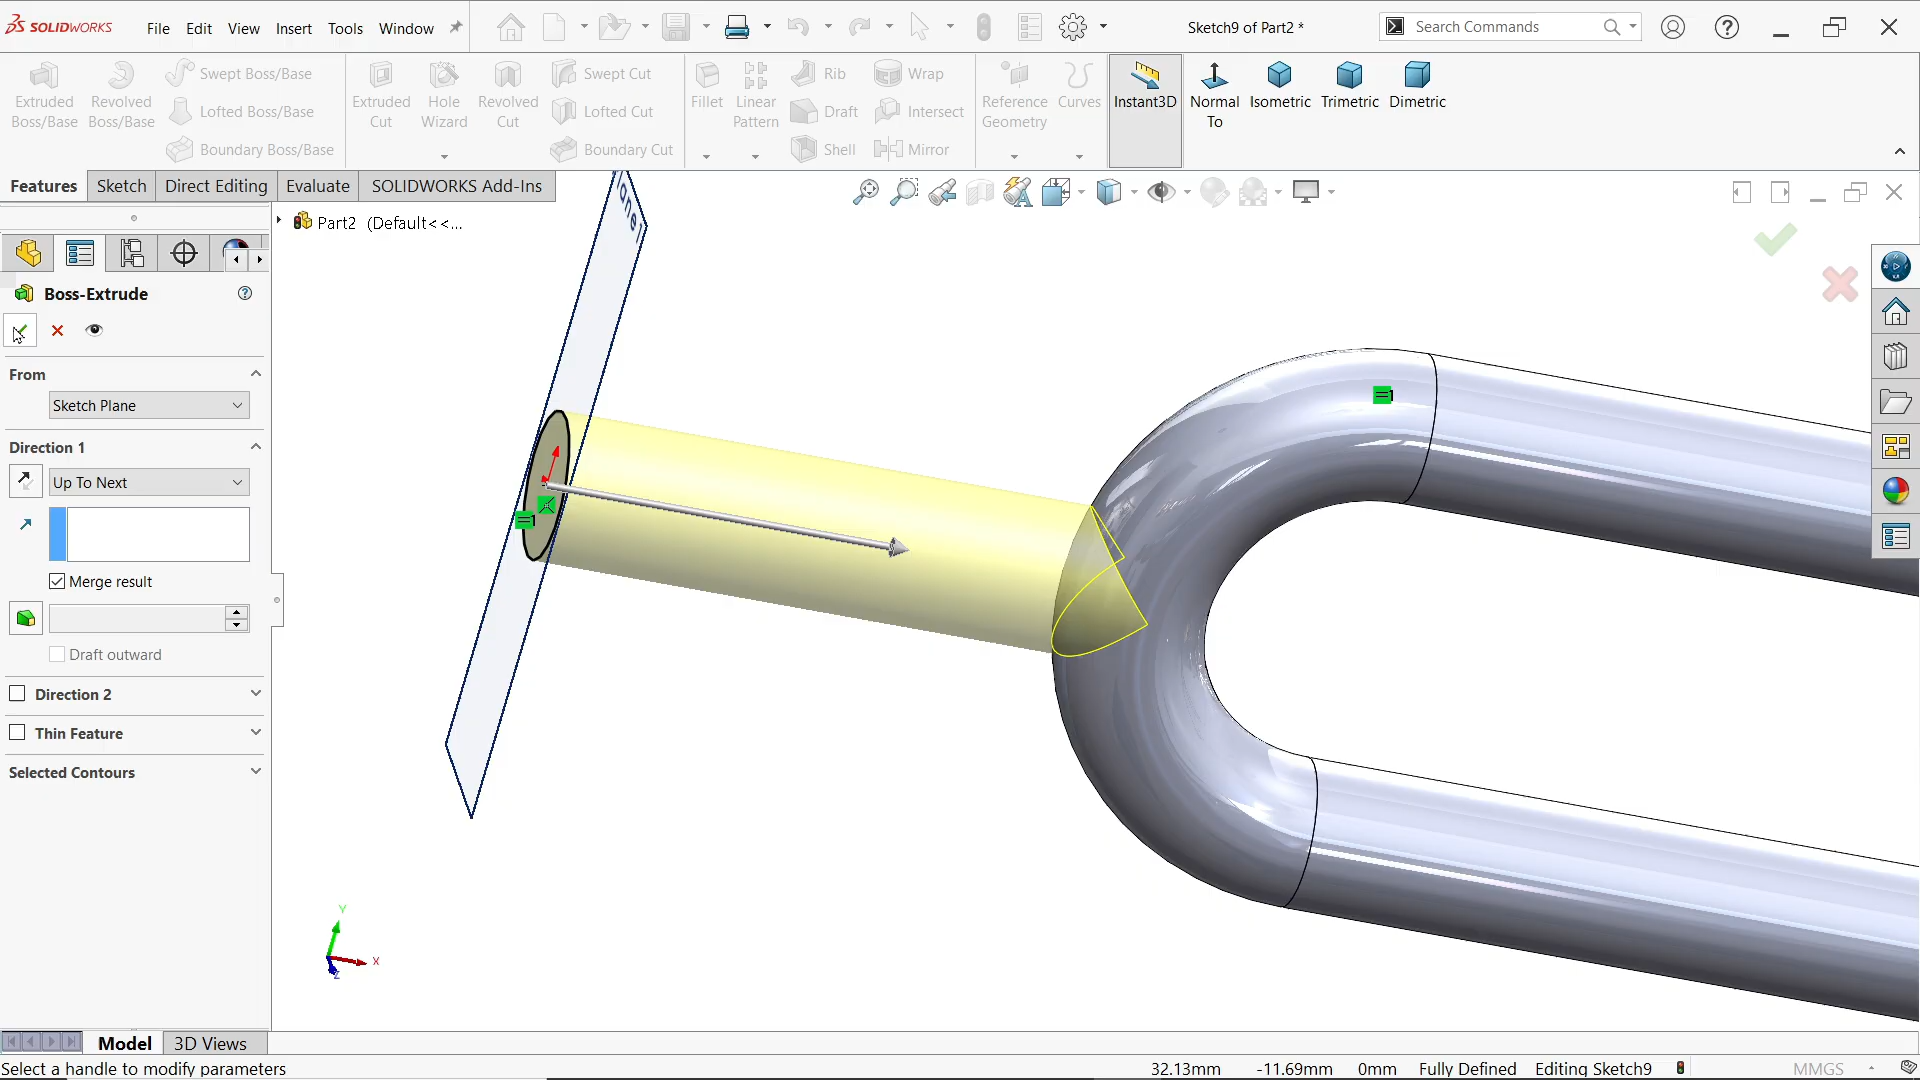 SOLIDWORKS
File Edit View Insert Tools Window
Sketch9 of Part2 *
Search Commands
Extruded Boss/Base
Revolved Boss/Base
Swept Boss/Base
Lofted Boss/Base
Boundary Boss/Base
Extruded Cut
Hole Wizard
Revolved Cut
Swept Cut
Lofted Cut
Boundary Cut
Fillet
Linear Pattern
Rib
Draft
Shell
Wrap
Intersect
Mirror
Reference Geometry
Curves
Instant3D
Normal To
Isometric
Trimetric
Dimetric
Features Sketch Direct Editing Evaluate SOLIDWORKS Add-Ins
Part2 (Default<<...
Boss-Extrude
From
Sketch Plane
Direction 1
Up To Next
Merge result
Draft outward
Direction 2
Thin Feature
Selected Contours
1
1
Y
X
Z
Model 3D Views
Select a handle to modify parameters
32.13mm -11.69mm 0mm Fully Defined Editing Sketch9 MMGS